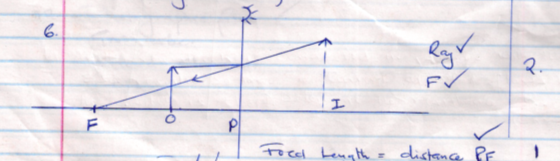 6.
Ray ✓
F ✓
2.
F O P I
Focal Length = distance PF ✓ 1